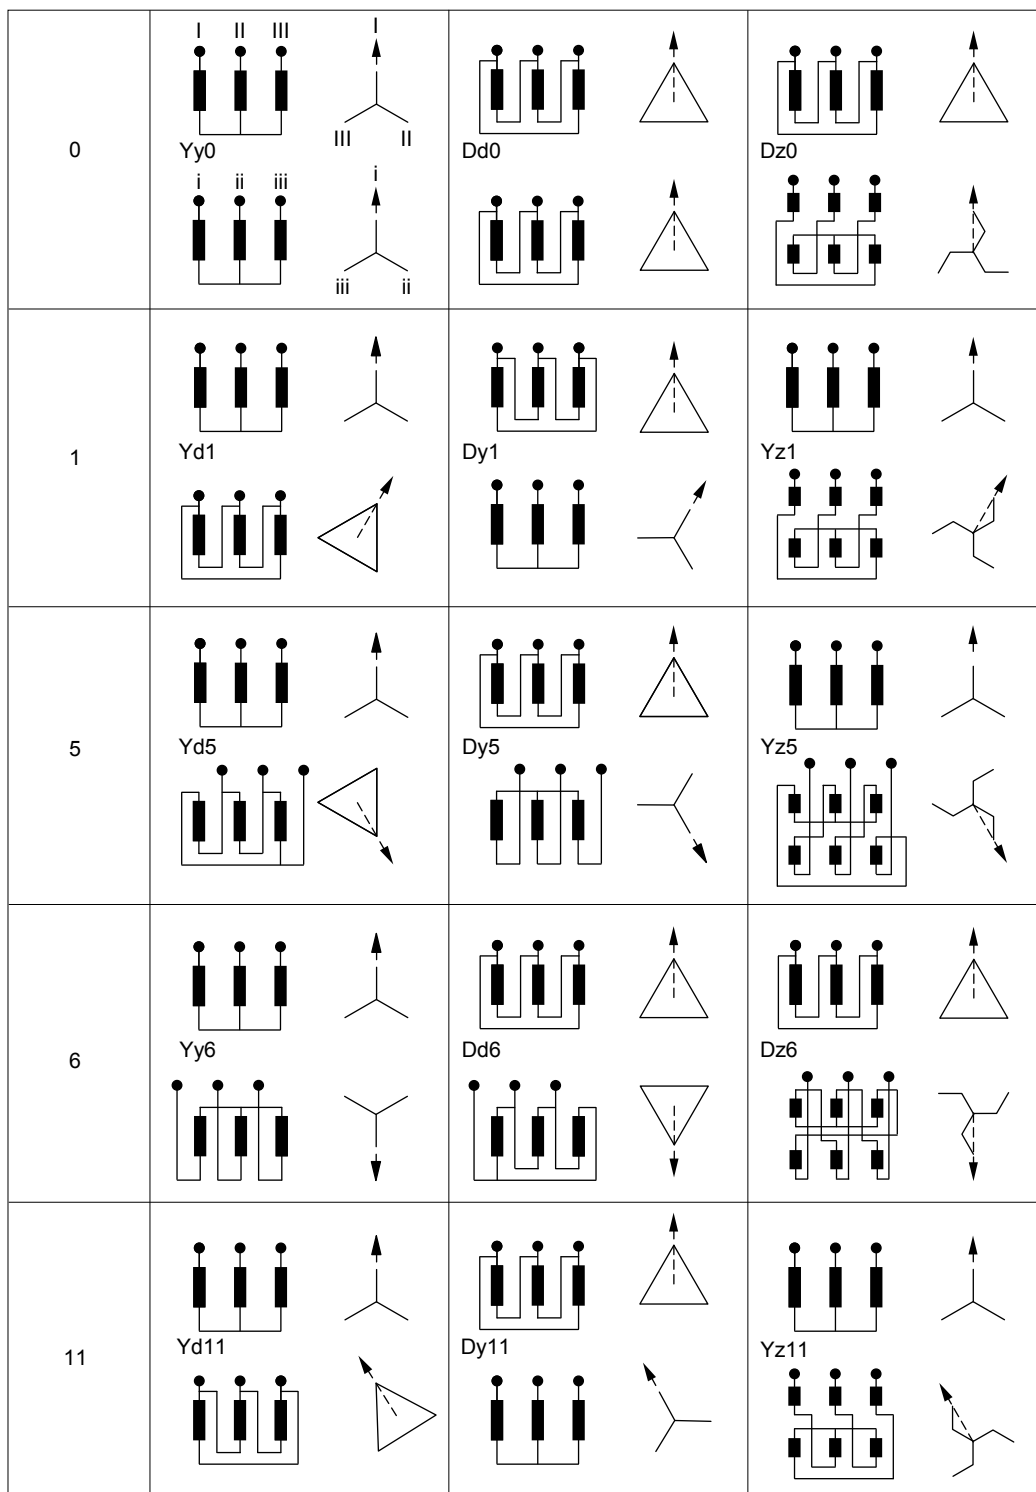 I II III I
III II
0
Yy0 Dd0 Dz0
i ii iii i
iii ii
1
Yd1 Dy1 Yz1
5
Yd5 Dy5 Yz5
6
Yy6 Dd6 Dz6
11
Yd11 Dy11 Yz11